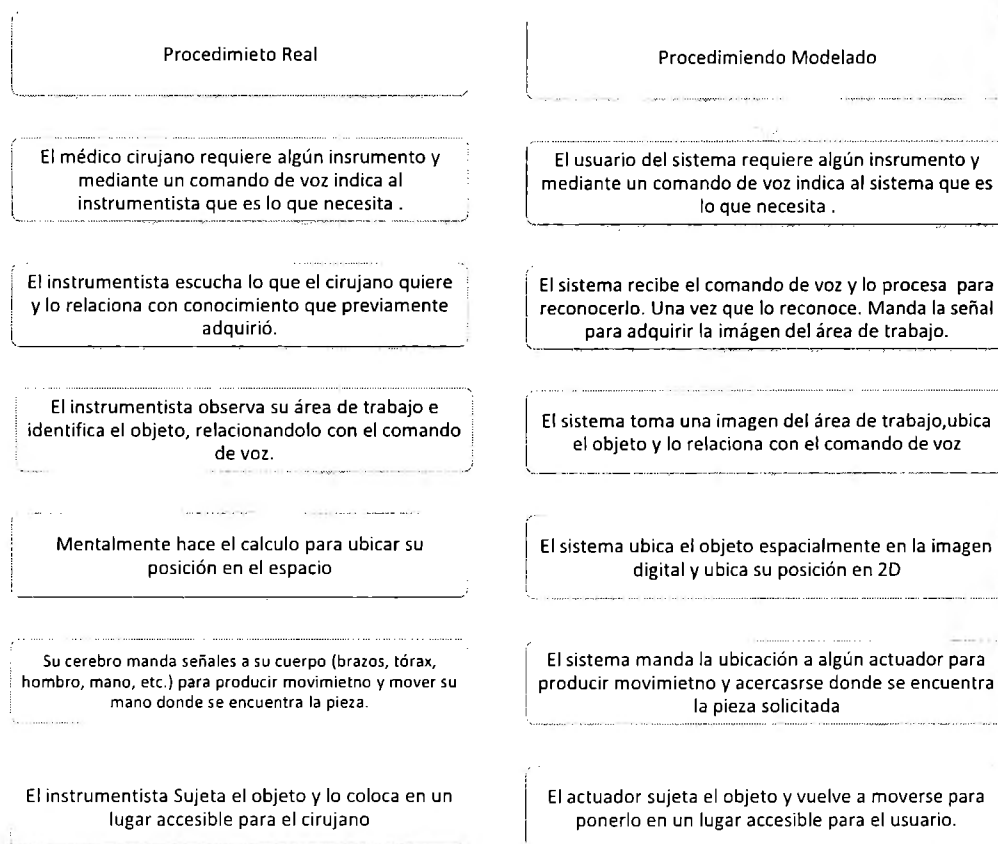 Procedimieto Real
Procedimiendo Modelado
El médico cirujano requiere algún insrumento y
mediante un comando de voz indica al
instrumentista que es lo que necesita .
El usuario del sistema requiere algún insrumento y
mediante un comando de voz indica al sistema que es
lo que necesita .
El instrumentista escucha lo que el cirujano quiere
y lo relaciona con conocimiento que previamente
adquirió.
El sistema recibe el comando de voz y lo procesa para
reconocerlo. Una vez que lo reconoce. Manda la señal
para adquirir la imágen del área de trabajo.
El instrumentista observa su área de trabajo e
identifica el objeto, relacionandolo con el comando
de voz.
El sistema toma una imagen del área de trabajo,ubica
el objeto y lo relaciona con el comando de voz
Mentalmente hace el calculo para ubicar su
posición en el espacio
El sistema ubica el objeto espacialmente en la imagen
digital y ubica su posición en 2D
Su cerebro manda señales a su cuerpo (brazos, tórax,
hombro, mano, etc.) para producir movimietno y mover su
mano donde se encuentra la pieza.
El sistema manda la ubicación a algún actuador para
producir movimietno y acercasrse donde se encuentra
la pieza solicitada
El instrumentista Sujeta el objeto y lo coloca en un
lugar accesible para el cirujano
El actuador sujeta el objeto y vuelve a moverse para
ponerlo en un lugar accesible para el usuario.